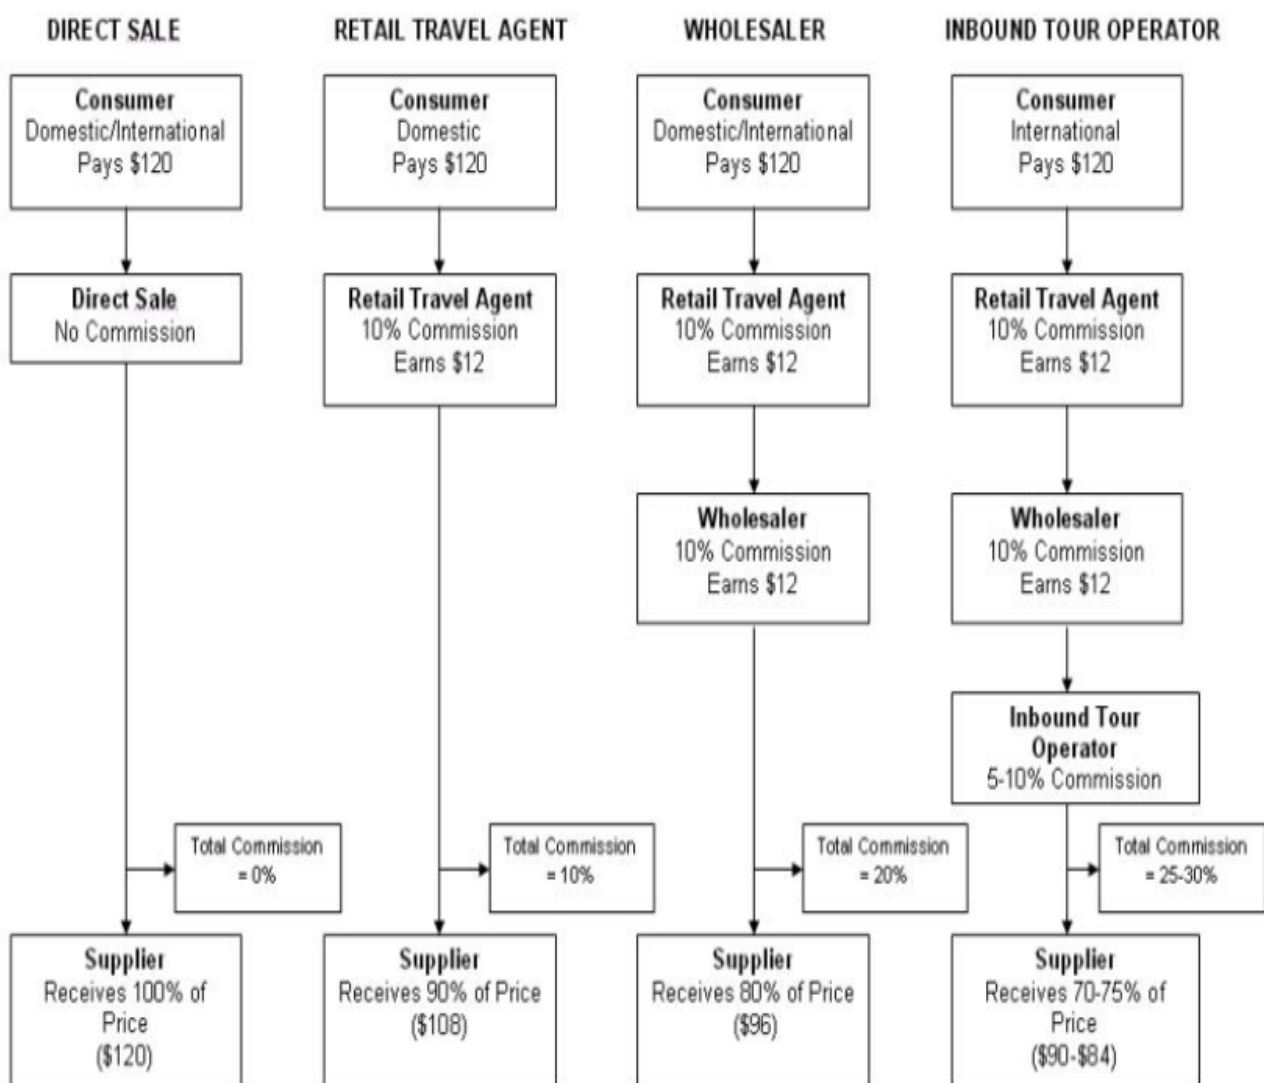 DIRECT SALE
Consumer
Domestic/International
Pays $120
Direct Sale
No Commission
Total Commission
= 0%
Supplier
Receives 100% of
Price
($120)
RETAIL TRAVEL AGENT
Consumer
Domestic
Pays $120
Retail Travel Agent
10% Commission
Earns $12
Total Commission
= 10%
Supplier
Receives 90% of Price
($108)
WHOLESALER
Consumer
Domestic/International
Pays $120
Retail Travel Agent
10% Commission
Earns $12
Wholesaler
10% Commission
Earns $12
Total Commission
= 20%
Supplier
Receives 80% of Price
($96)
INBOUND TOUR OPERATOR
Consumer
International
Pays $120
Retail Travel Agent
10% Commission
Earns $12
Wholesaler
10% Commission
Earns $12
Inbound Tour
Operator
5-10% Commission
Total Commission
= 25-30%
Supplier
Receives 70-75% of
Price
($90-$84)